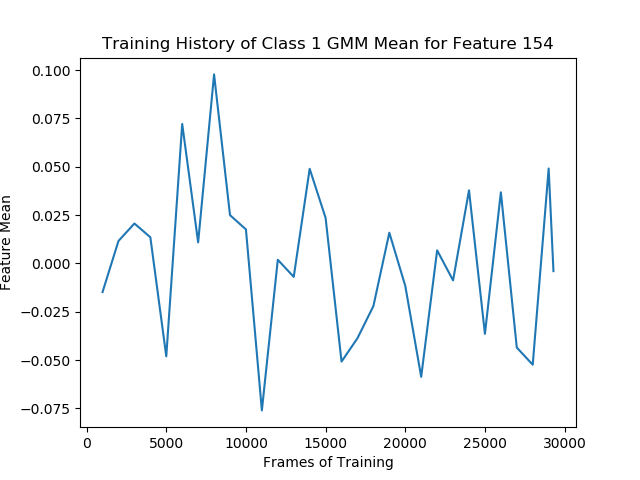 Training History of Class 1 GMM Mean for Feature 154
0.100
0.075
0.050
0.025
0.000
−0.025
−0.050
−0.075
Feature Mean
0 5000 10000 15000 20000 25000 30000
Frames of Training